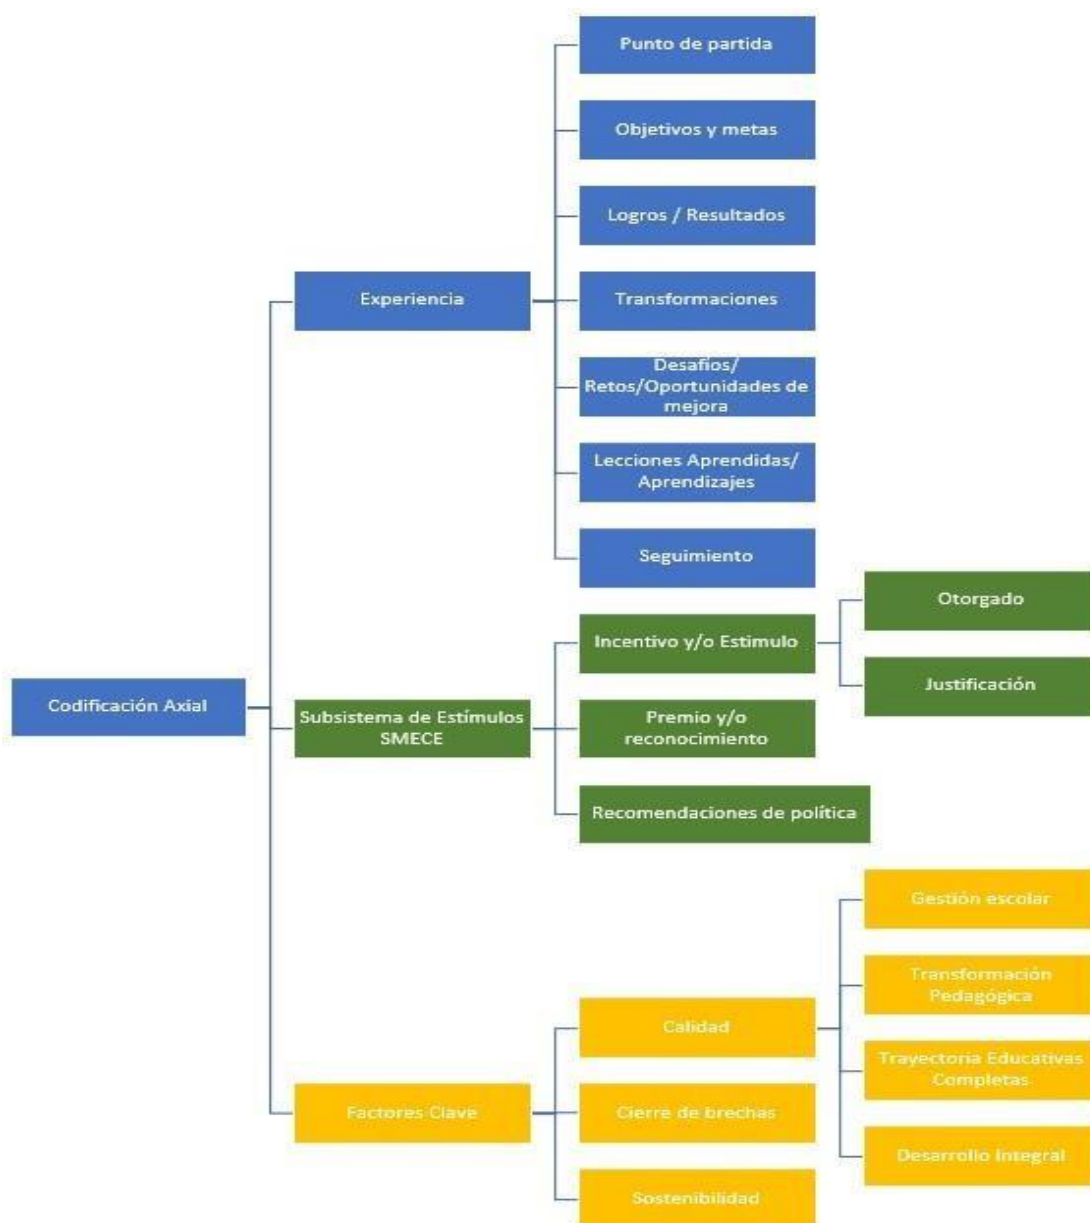 Punto de partida
Objetivos y metas
Logros / Resultados
Experiencia
Transformaciones
Desafíos/
Retos/Oportunidades de
mejora
Lecciones Aprendidas/
Aprendizajes
Seguimiento
Otorgado
Incentivo y/o Estimulo
Justificación
Codificación Axial
Subsistema de Estímulos
SMECE
Premio y/o
reconocimiento
Recomendaciones de política
Gestión escolar
Transformación
Pedagógica
Calidad
Trayectoria Educativas
Completas
Factores Clave
Cierre de brechas
Desarrollo Integral
Sostenibilidad